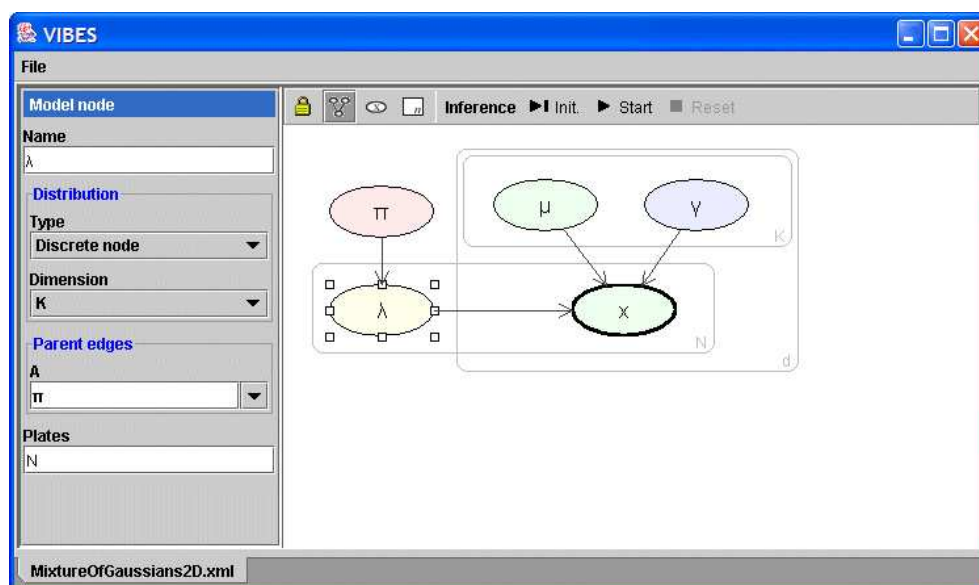 VIBES
File
Model node
Name
λ
Distribution
Type
Discrete node
Dimension
K
Parent edges
A
π
Plates
N
n
Inference Init. Start Reset
π
μ
γ
K
λ
x
N
d
MixtureOfGaussians2D.xml